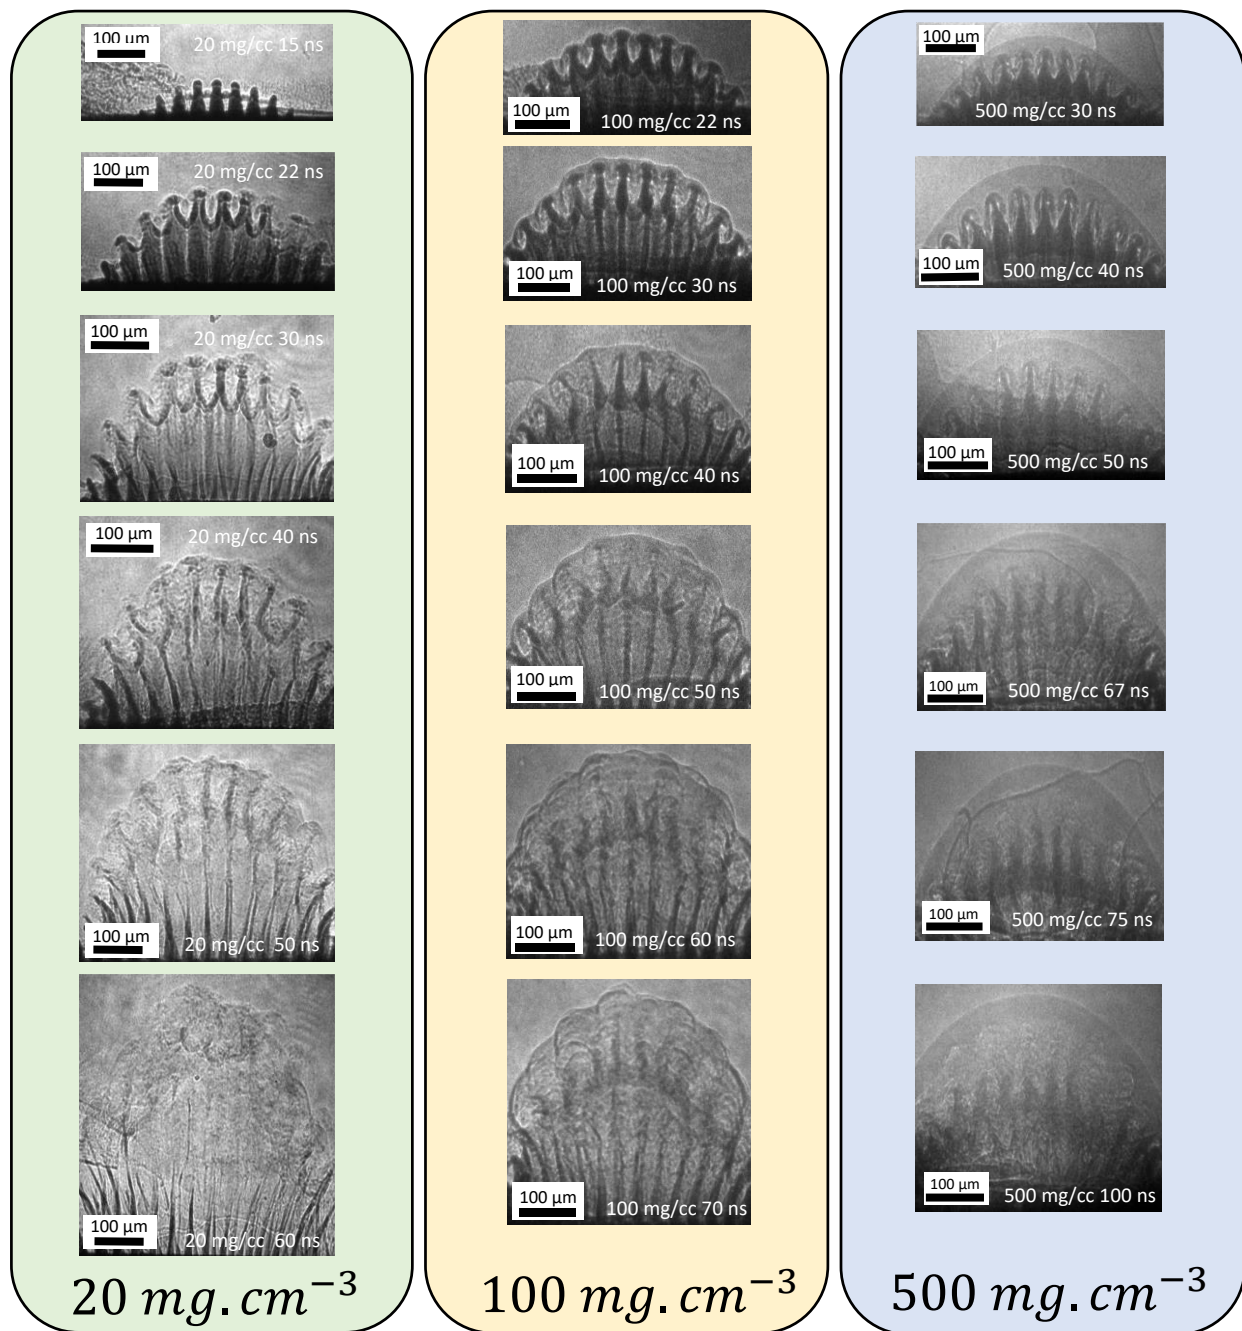 100 µm
20 mg/cc 15 ns
100 µm
20 mg/cc 22 ns
100 µm
20 mg/cc 30 ns
100 µm
20 mg/cc 40 ns
100 µm
20 mg/cc 50 ns
100 µm
20 mg/cc 60 ns
20 mg.cm⁻³
100 µm
100 mg/cc 22 ns
100 µm
100 mg/cc 30 ns
100 µm
100 mg/cc 40 ns
100 µm
100 mg/cc 50 ns
100 µm
100 mg/cc 60 ns
100 µm
100 mg/cc 70 ns
100 mg.cm⁻³
100 µm
500 mg/cc 30 ns
100 µm
500 mg/cc 40 ns
100 µm
500 mg/cc 50 ns
100 µm
500 mg/cc 67 ns
100 µm
500 mg/cc 75 ns
100 µm
500 mg/cc 100 ns
500 mg.cm⁻³